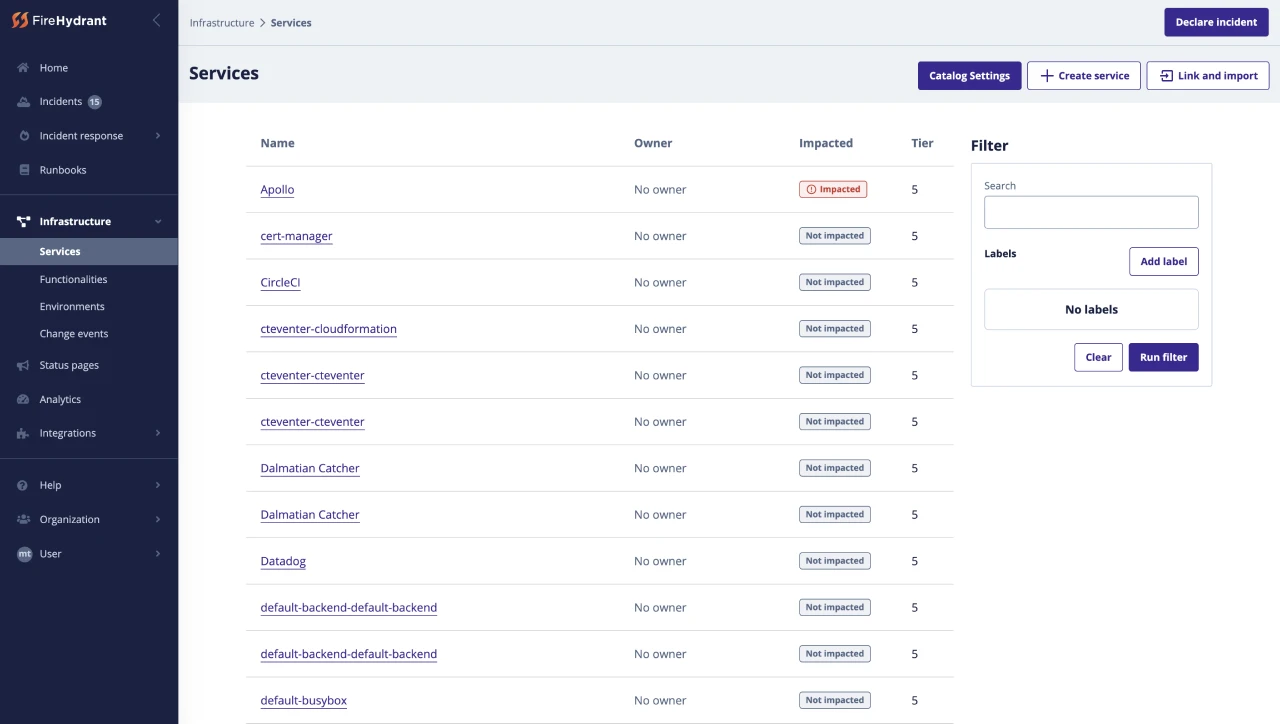 FireHydrant
Infrastructure > Services
Declare incident
Home
Incidents 15
Incident response
Runbooks
Infrastructure
Services
Functionalities
Environments
Change events
Status pages
Analytics
Integrations
Help
Organization
mt User
Services
Catalog Settings
Create service
Link and import
Name Owner Impacted Tier
Apollo No owner Impacted 5
cert-manager No owner Not impacted 5
CircleCI No owner Not impacted 5
cteventer-cloudformation No owner Not impacted 5
cteventer-cteventer No owner Not impacted 5
cteventer-cteventer No owner Not impacted 5
Dalmatian Catcher No owner Not impacted 5
Dalmatian Catcher No owner Not impacted 5
Datadog No owner Not impacted 5
default-backend-default-backend No owner Not impacted 5
default-backend-default-backend No owner Not impacted 5
default-busybox No owner Not impacted 5
Filter
Search
Labels
Add label
No labels
Clear
Run filter